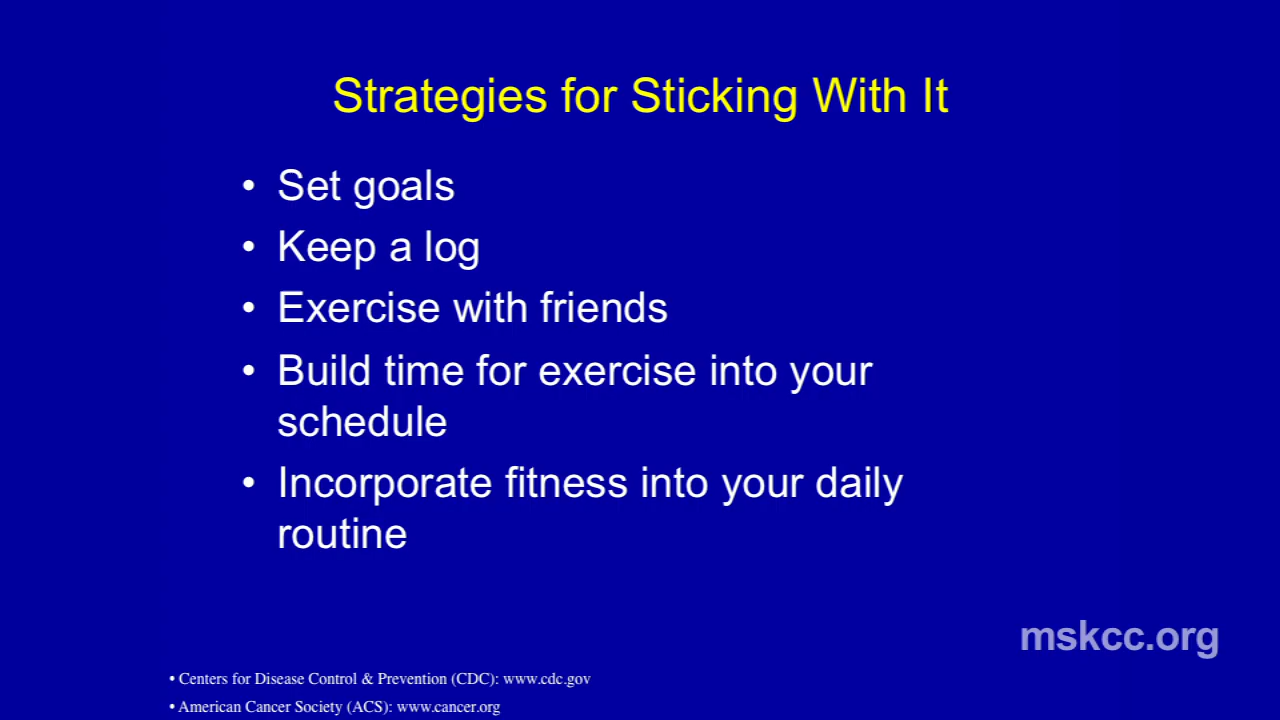 Strategies for Sticking With It
• Set goals
• Keep a log
• Exercise with friends
• Build time for exercise into your
schedule
• Incorporate fitness into your daily
routine
mskcc.org
• Centers for Disease Control & Prevention (CDC): www.cdc.gov
• American Cancer Society (ACS): www.cancer.org